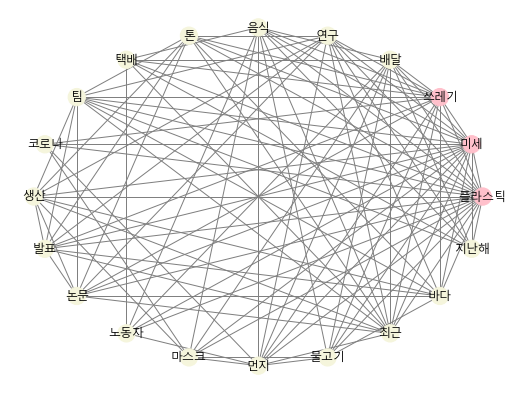 음식
톤
연구
택배
배달
팀
쓰레기
코로나
미세
생산
플라스틱
발표
지난해
논문
바다
노동자
최근
마스크
불고기
먼지